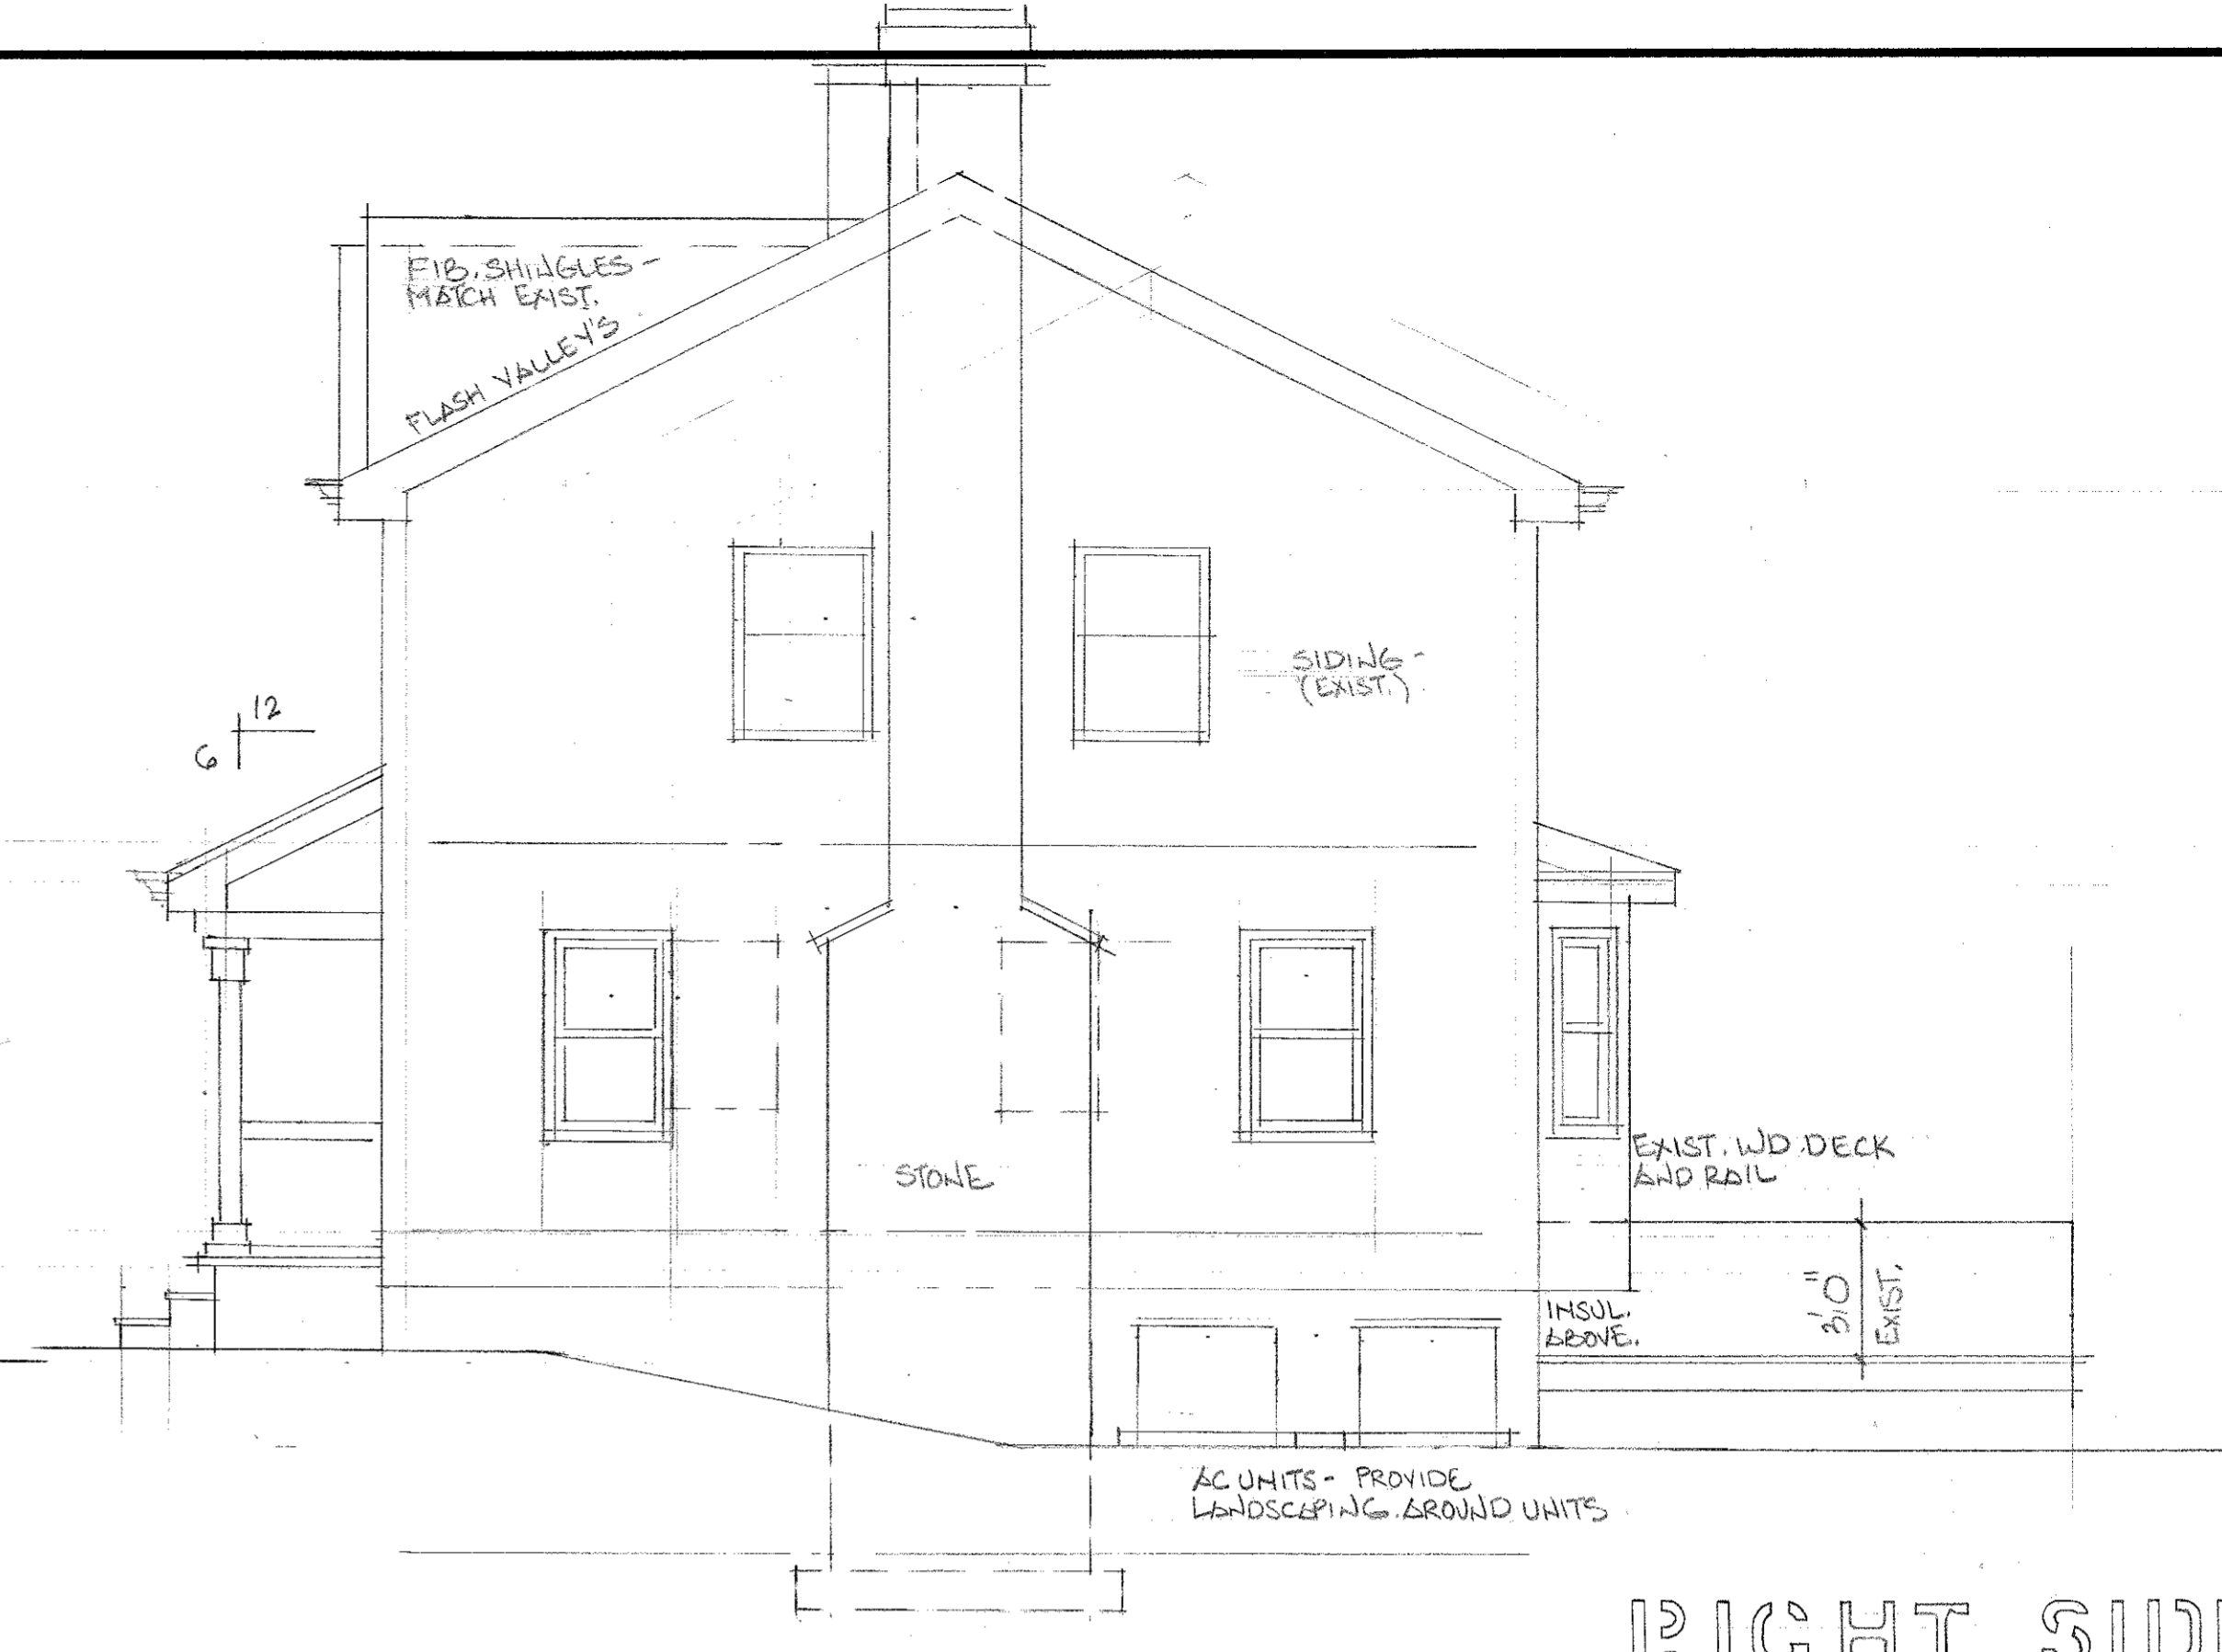 FIB. SHINGLES -
MATCH EXIST.
FLASH VALLEY'S
12
6
SIDING -
(EXIST.)
STONE
EXIST. WD. DECK
AND RAIL
3'0"
EXIST.
INSUL.
ABOVE.
AC UNITS - PROVIDE
LANDSCAPING AROUND UNITS
RIGHT SIDE